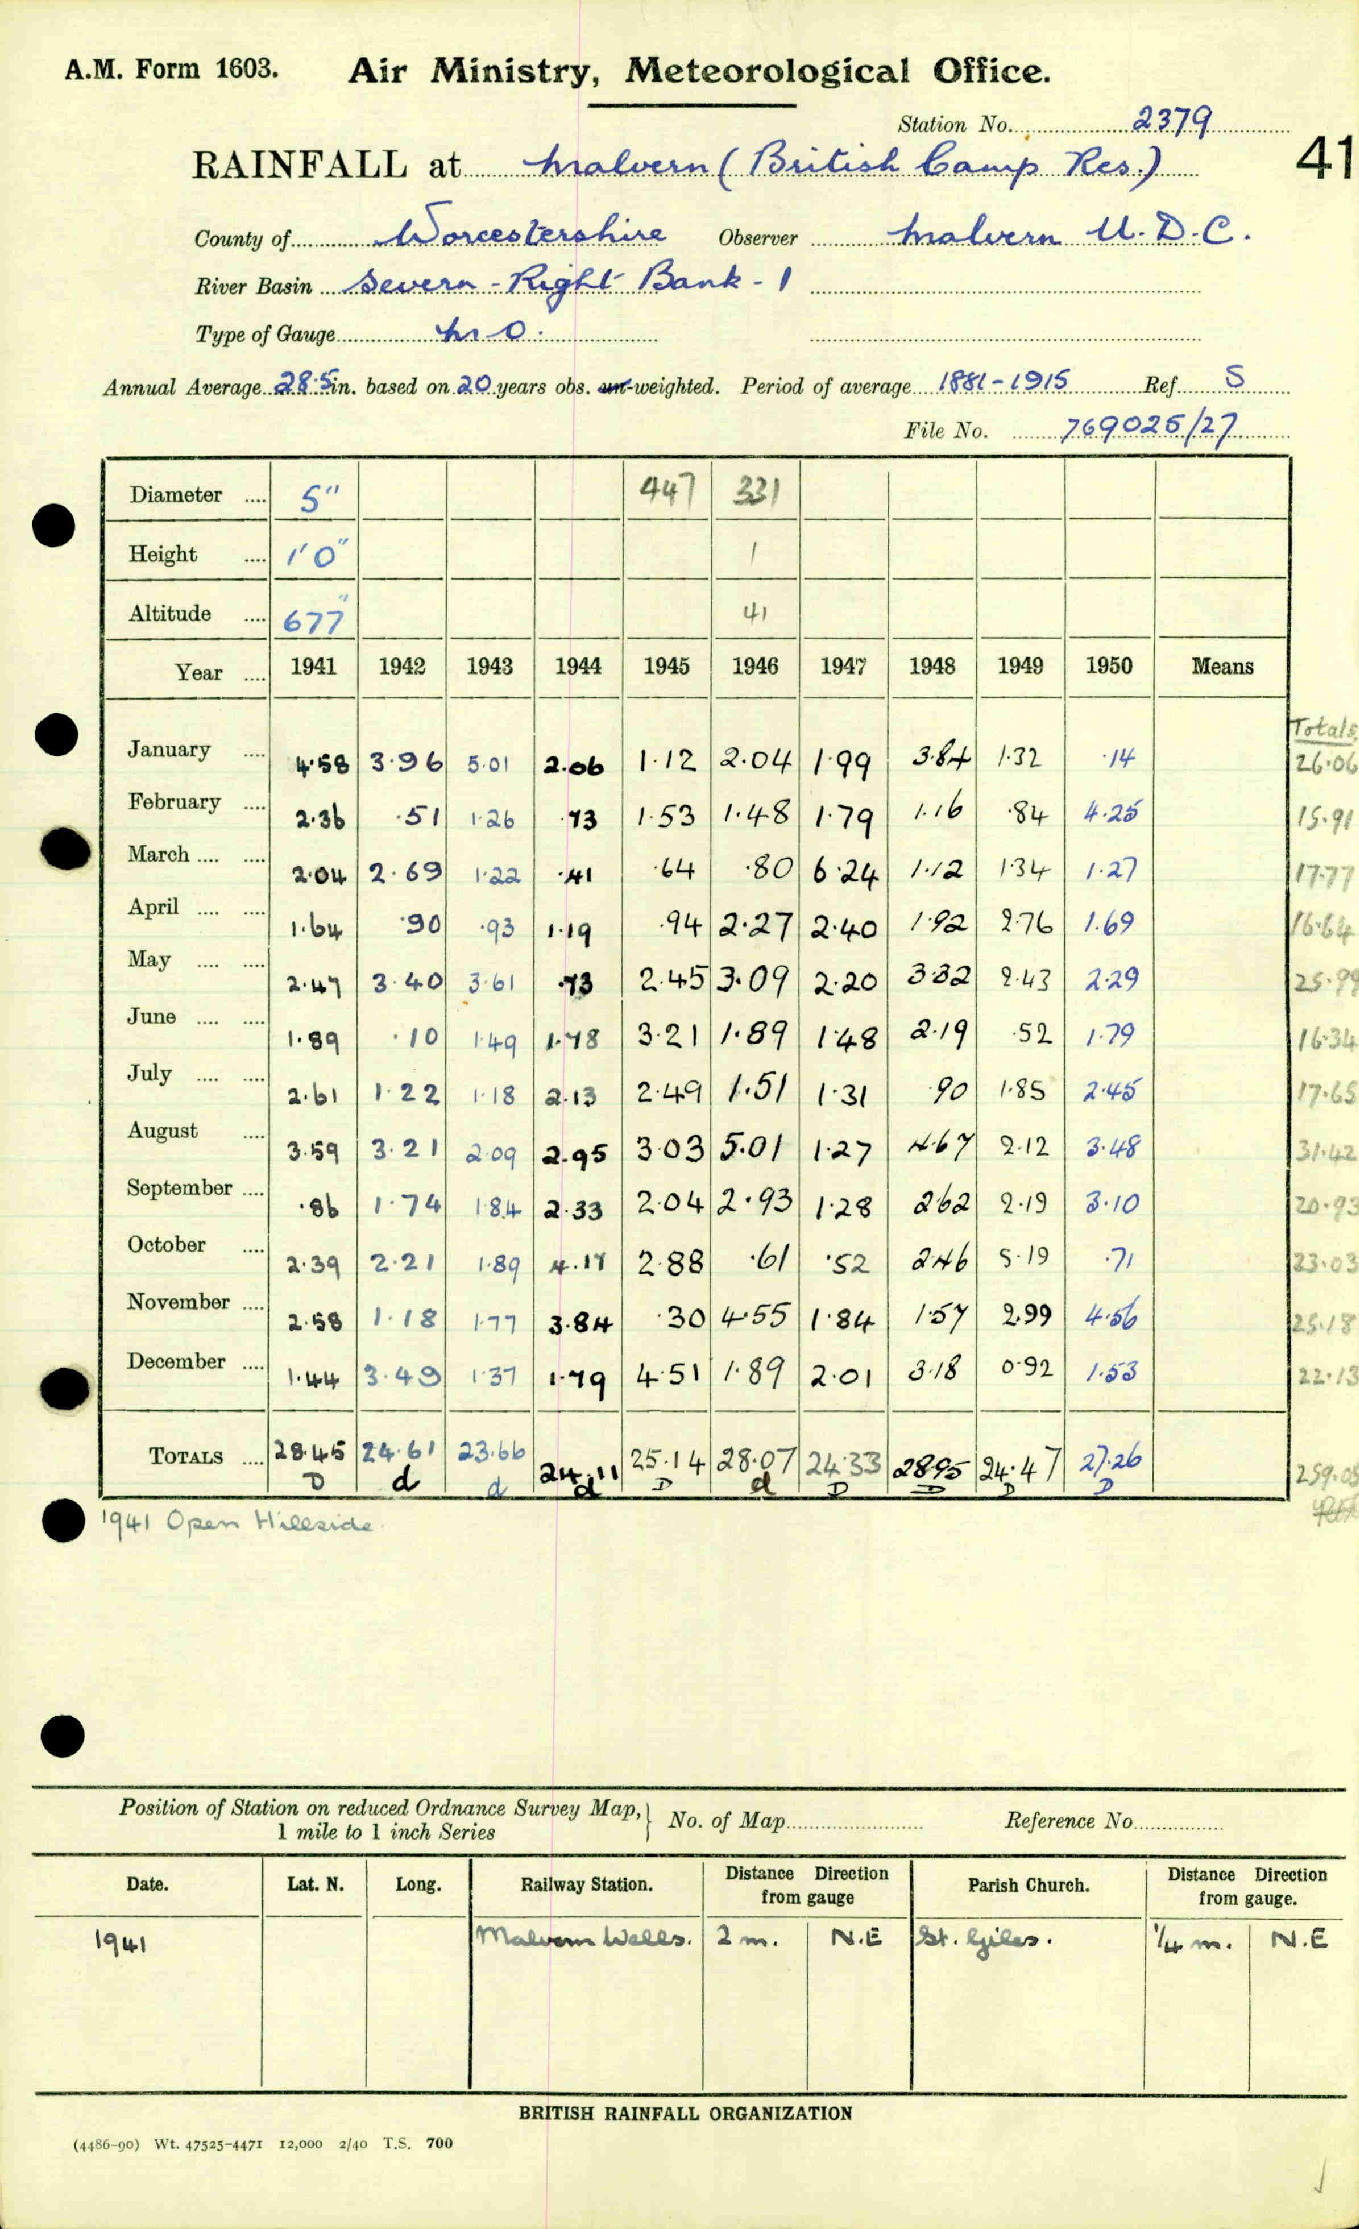 A.M. Form 1603. Air Ministry, Meteorological Office.
Station No. 2379
41
RAINFALL at Malvern (British Camp Res.)
County of Worcestershire Observer Malvern U.D.C.
River Basin Severn - Right Bank - 1
Type of Gauge M O.
Annual Average 28.5 in. based on 20 years obs. un-weighted. Period of average 1881-1915 Ref. S
File No. 769025/27
Diameter .... 5" 447 331
Height .... 1'0" 1
Altitude .... 677" 41
Year .... 1941 1942 1943 1944 1945 1946 1947 1948 1949 1950 Means
Totals
January .... 4.58 3.96 5.01 2.06 1.12 2.04 1.99 3.84 1.32 .14 26.06
February .... 2.36 .51 1.26 .73 1.53 1.48 1.79 1.16 .84 4.25 15.91
March .... .... 2.04 2.69 1.22 .41 .64 .80 6.24 1.12 1.34 1.27 17.77
April .... .... 1.64 .90 .93 1.19 .94 2.27 2.40 1.92 2.76 1.69 16.64
May .... .... 2.47 3.40 3.61 .73 2.45 3.09 2.20 3.32 2.43 2.29 25.99
June .... .... 1.89 .10 1.49 1.78 3.21 1.89 1.48 2.19 .52 1.79 16.34
July .... .... 2.61 1.22 1.18 2.13 2.49 1.51 1.31 .90 1.85 2.45 17.65
August .... 3.59 3.21 2.09 2.95 3.03 5.01 1.27 4.67 2.12 3.48 31.42
September .... .86 1.74 1.84 2.33 2.04 2.93 1.28 2.62 2.19 3.10 20.93
October .... 2.39 2.21 1.89 4.17 2.88 .61 .52 2.46 5.19 .71 23.03
November .... 2.58 1.18 1.77 3.84 .30 4.55 1.84 1.57 2.99 4.56 25.18
December .... 1.44 3.49 1.37 1.79 4.51 1.89 2.01 3.18 0.92 1.53 22.13
TOTALS .... 28.45 24.61 23.66 24.11 25.14 28.07 24.33 28.95 24.47 27.26 259.05
D d d d D d D D D D
1941 Open Hillside.
Position of Station on reduced Ordnance Survey Map, } No. of Map Reference No.
1 mile to 1 inch Series
Date. Lat. N. Long. Railway Station. Distance Direction from gauge Parish Church. Distance Direction from gauge.
1941 Malvern Wells. 2 m. N.E St. Giles. 1/4 m. N.E
BRITISH RAINFALL ORGANIZATION
(4486-90) Wt. 47525-4471 12,000 2/40 T.S. 700